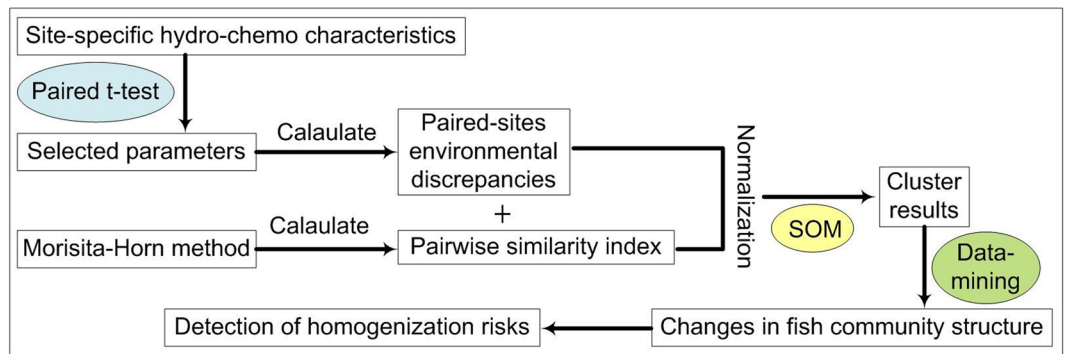 Site-specific hydro-chemo characteristics
Paired t-test
Selected parameters
Calaulate
Paired-sites
environmental
discrepancies
+
Morisita-Horn method
Calaulate
Pairwise similarity index
Normalization
SOM
Cluster
results
Data-
mining
Changes in fish community structure
Detection of homogenization risks